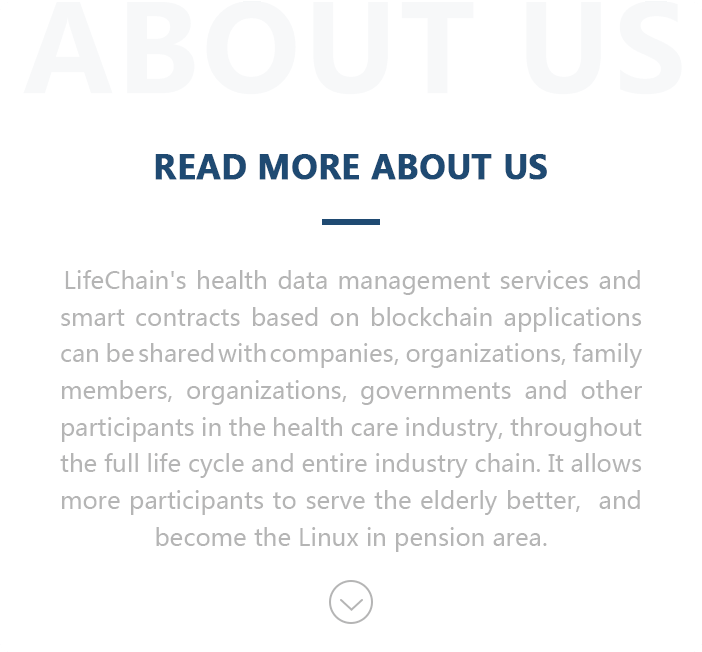 ABOUT US
READ MORE ABOUT US
LifeChain's health data management services and
smart contracts based on blockchain applications
can be shared with companies, organizations, family
members, organizations, governments and other
participants in the health care industry, throughout
the full life cycle and entire industry chain. It allows
more participants to serve the elderly better, and
become the Linux in pension area.